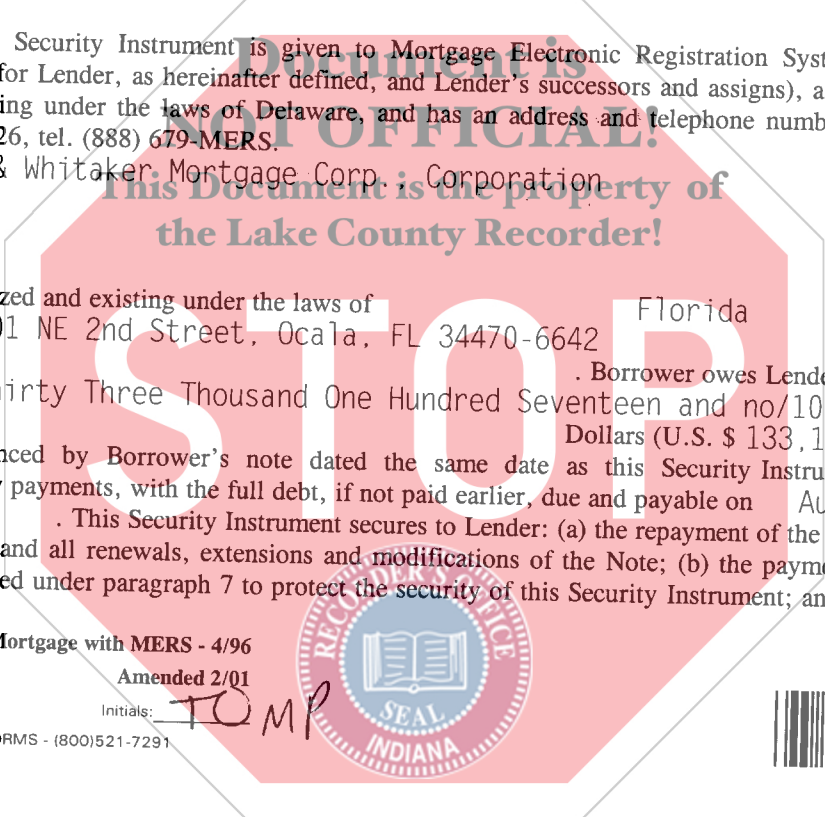 Security Instrument is given to Mortgage Electronic Registration Syst
for Lender, as hereinafter defined, and Lender's successors and assigns), a
ing under the laws of Delaware, and has an address and telephone numb
26, tel. (888) 679-MERS.
& Whitaker Mortgage Corp., Corporation
Document is
NOT OFFICIAL!
This Document is the property of
the Lake County Recorder!
STOP
zed and existing under the laws of Florida
01 NE 2nd Street, Ocala, FL 34470-6642
. Borrower owes Lende
hirty Three Thousand One Hundred Seventeen and no/10
Dollars (U.S. $ 133,1
nced by Borrower's note dated the same date as this Security Instru
y payments, with the full debt, if not paid earlier, due and payable on Au
. This Security Instrument secures to Lender: (a) the repayment of the
and all renewals, extensions and modifications of the Note; (b) the payme
ed under paragraph 7 to protect the security of this Security Instrument; an
Mortgage with MERS - 4/96
Amended 2/01
Initials: TO MP
ORMS - (800)521-7291
RECORDER'S OFFICE
SEAL
INDIANA